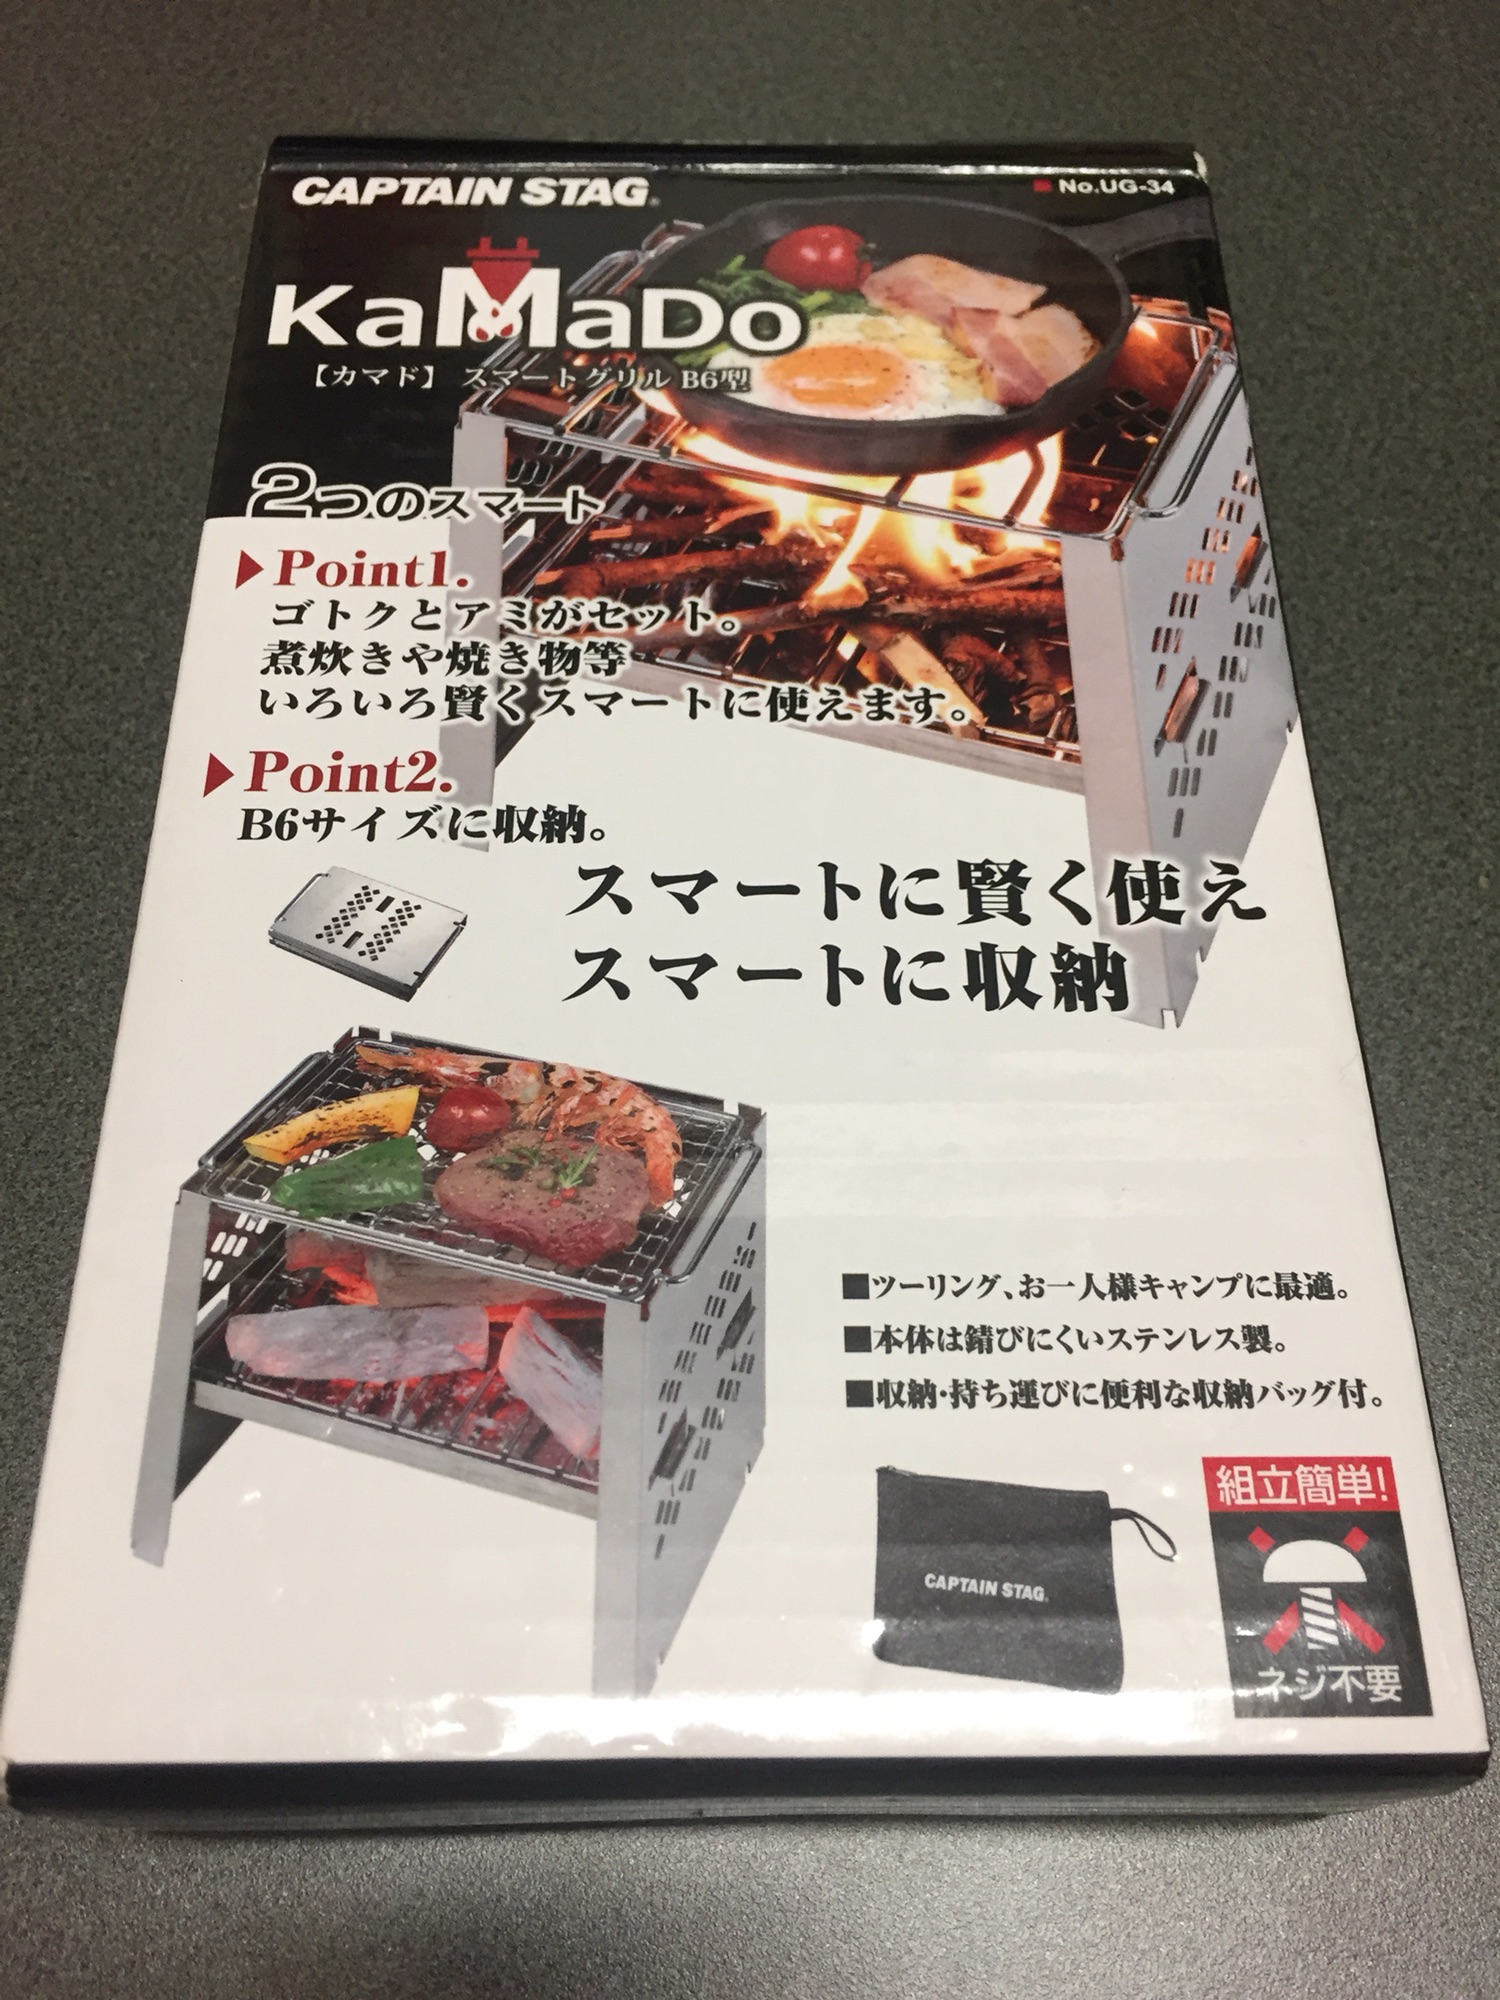 CAPTAIN STAG®
■No.UG-34
KaMaDo
【カマド】 スマートグリル B6型
2つのスマート
▶Point1.
ゴトクとアミがセット。
煮炊きや焼き物等
いろいろ賢くスマートに使えます。
▶Point2.
B6サイズに収納。
スマートに賢く使え
スマートに収納
■ツーリング、お一人様キャンプに最適。
■本体は錆びにくいステンレス製。
■収納・持ち運びに便利な収納バッグ付。
CAPTAIN STAG®
組立簡単!
ネジ不要